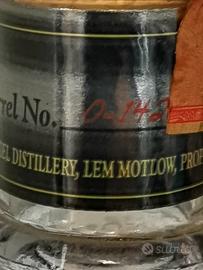 rrel No. 0-142
EL DISTILLERY, LEM MOTLOW, PROP
subito